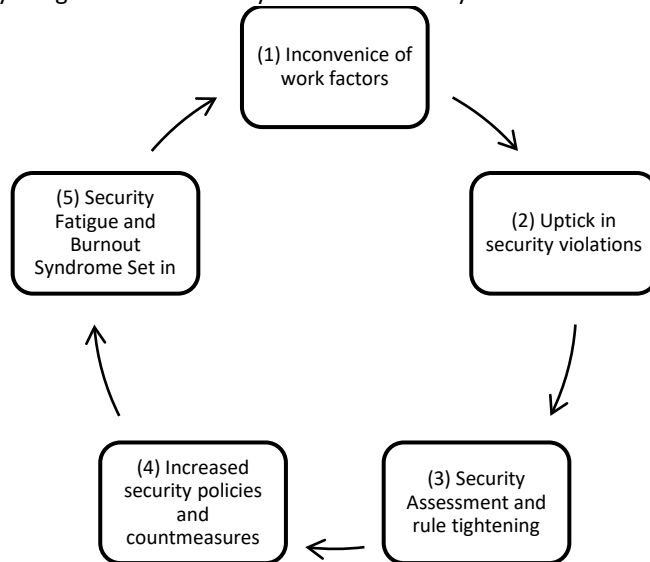 (1) Inconvenice of
work factors
(2) Uptick in
security violations
(3) Security
Assessment and
rule tightening
(4) Increased
security policies
and
countmeasures
(5) Security
Fatigue and
Burnout
Syndrome Set in